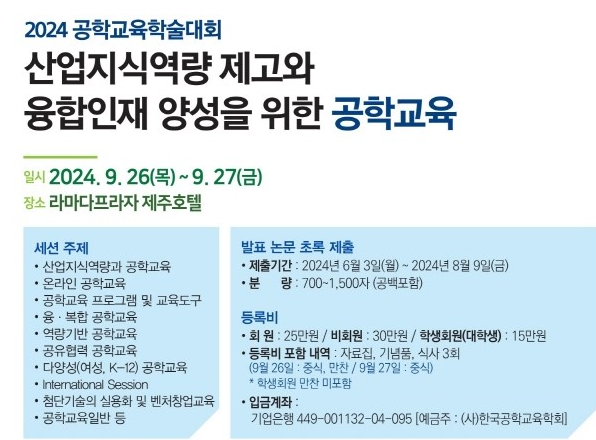 2024 공학교육학술대회
산업지식역량 제고와
융합인재 양성을 위한 공학교육
일시 2024. 9. 26(목) ~ 9. 27(금)
장소 라마다프라자 제주호텔
세션 주제
• 산업지식역량과 공학교육
• 온라인 공학교육
• 공학교육 프로그램 및 교육도구
• 융 · 복합 공학교육
• 역량기반 공학교육
• 공유협력 공학교육
• 다양성(여성, K-12) 공학교육
• International Session
• 첨단기술의 실용화 및 벤처창업교육
• 공학교육일반 등
발표 논문 초록 제출
• 제출기간 : 2024년 6월 3일(월) ~ 2024년 8월 9일(금)
• 분 량 : 700~1,500자 (공백포함)
등록비
• 회 원 : 25만원 / 비회원 : 30만원 / 학생회원(대학생) : 15만원
• 등록비 포함 내역 : 자료집, 기념품, 식사 3회
(9월 26일 : 중식, 만찬 / 9월 27일 : 중식)
* 학생회원 만찬 미포함
• 입금계좌 :
기업은행 449-001132-04-095 [예금주 : (사)한국공학교육학회]